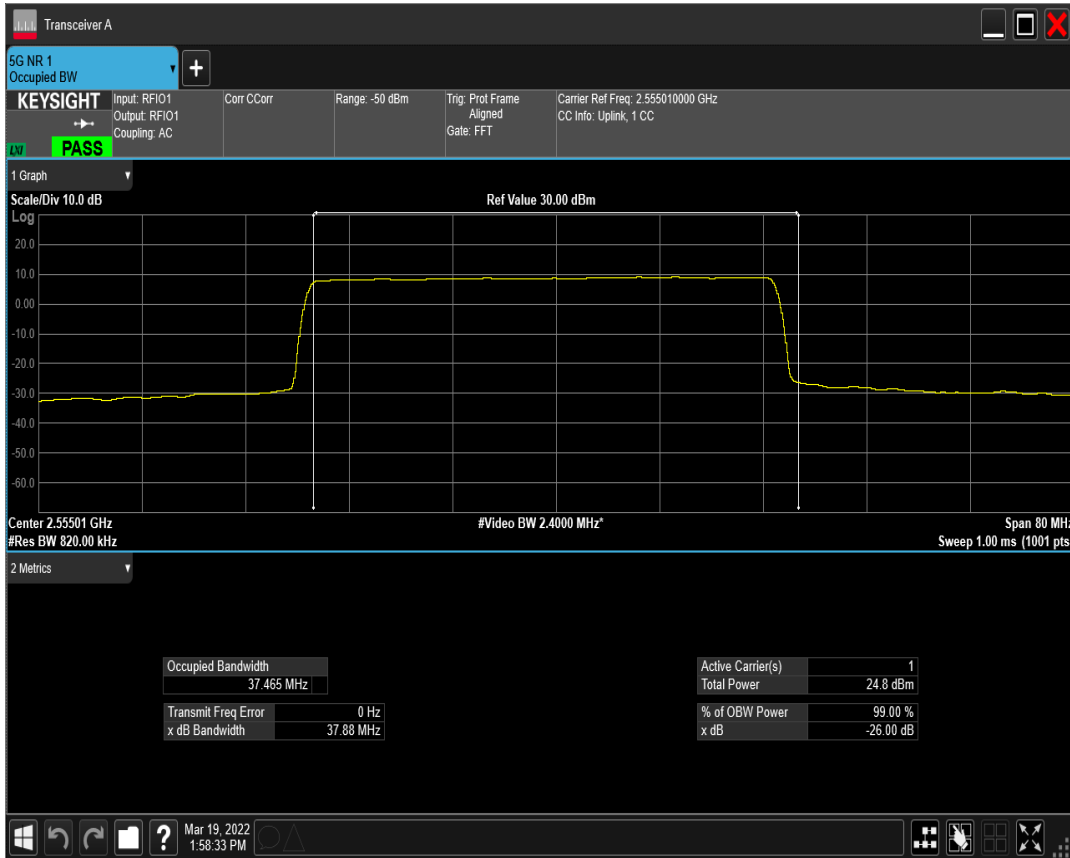 Transceiver A
5G NR 1
Occupied BW
+
KEYSIGHT
LXI
PASS
Input: RFIO1
Output: RFIO1
Coupling: AC
Corr CCorr
Range: -50 dBm
Trig: Prot Frame
Aligned
Gate: FFT
Carrier Ref Freq: 2.555010000 GHz
CC Info: Uplink, 1 CC
1 Graph
Scale/Div 10.0 dB
Ref Value 30.00 dBm
Log
20.0
10.0
0.00
-10.0
-20.0
-30.0
-40.0
-50.0
-60.0
Center 2.55501 GHz
#Video BW 2.4000 MHz*
Span 80 MHz
#Res BW 820.00 kHz
Sweep 1.00 ms (1001 pts
2 Metrics
Occupied Bandwidth
37.465 MHz
Transmit Freq Error 0 Hz
x dB Bandwidth 37.88 MHz
Active Carrier(s) 1
Total Power 24.8 dBm
% of OBW Power 99.00 %
x dB -26.00 dB
?
Mar 19, 2022
1:58:33 PM